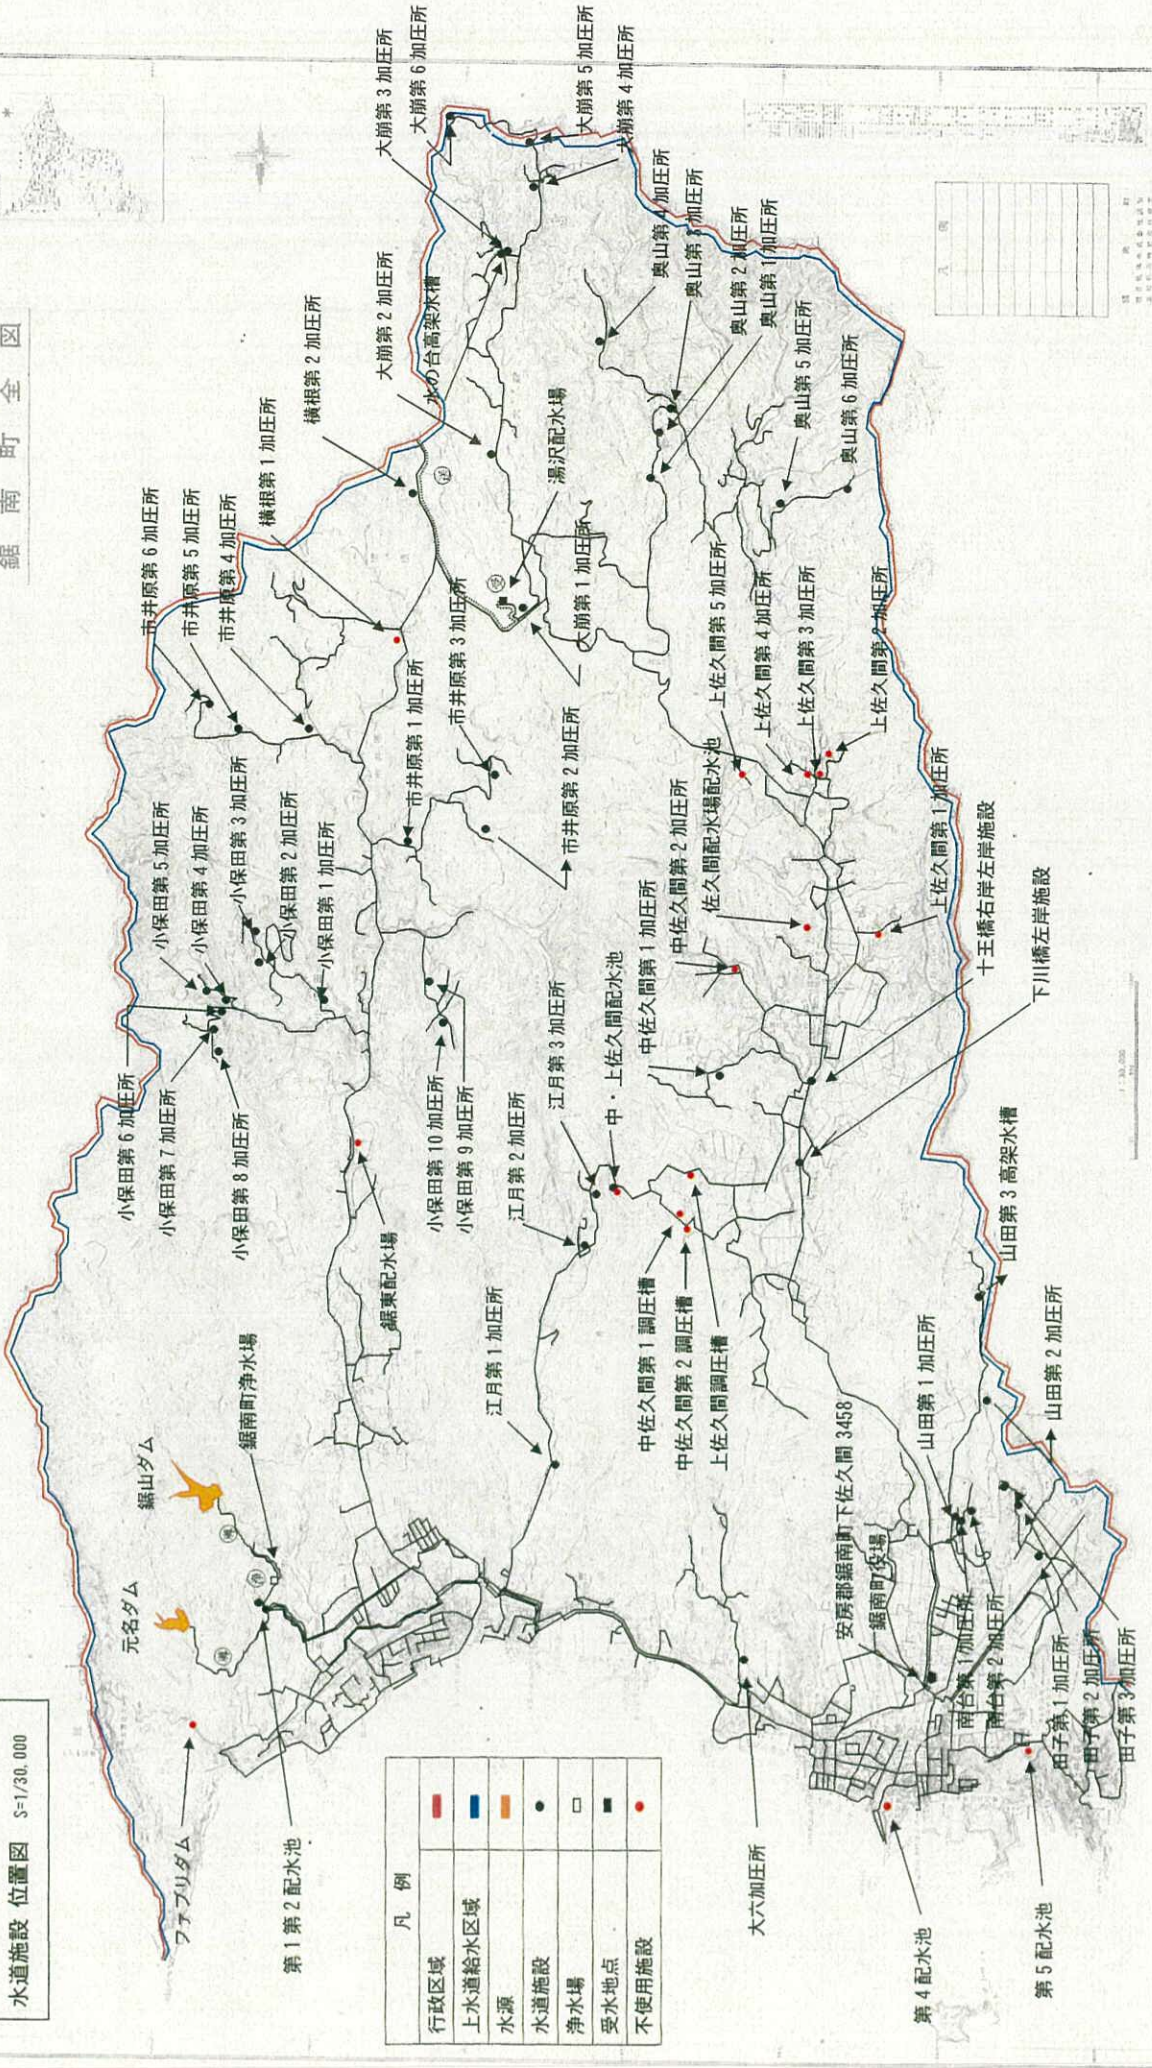 水道施設 位置図 S=1/30,000
鋸南町全図
凡 例
行政区域
上水道給水区域
水源
水道施設
浄水場
受水地点
不使用施設
ファブリダム
元名ダム
鋸山ダム
第1第2配水池
鋸南町浄水場
鋸東配水場
小保田第1加圧所
小保田第2加圧所
小保田第3加圧所
小保田第4加圧所
小保田第5加圧所
小保田第6加圧所
小保田第7加圧所
小保田第8加圧所
小保田第9加圧所
小保田第10加圧所
市井原第1加圧所
市井原第2加圧所
市井原第3加圧所
市井原第4加圧所
市井原第5加圧所
市井原第6加圧所
横根第1加圧所
横根第2加圧所
大崩第1加圧所
大崩第2加圧所
大崩第3加圧所
大崩第4加圧所
大崩第5加圧所
大崩第6加圧所
水の台高架水槽
湯沢配水場
奥山第1加圧所
奥山第2加圧所
奥山第3加圧所
奥山第4加圧所
奥山第5加圧所
奥山第6加圧所
上佐久間第1加圧所
上佐久間第2加圧所
上佐久間第3加圧所
上佐久間第4加圧所
上佐久間第5加圧所
佐久間配水場配水池
中佐久間第1加圧所
中佐久間第2加圧所
中・上佐久間配水池
江月第1加圧所
江月第2加圧所
江月第3加圧所
中佐久間第1調圧槽
中佐久間第2調圧槽
上佐久間調圧槽
十王橋右岸左岸施設
下川橋左岸施設
山田第3高架水槽
山田第2加圧所
山田第1加圧所
安房郡鋸南町下佐久間 3458
鋸南町役場
南台第1加圧所
南台第2加圧所
田子第1加圧所
田子第2加圧所
田子第3加圧所
大六加圧所
第4配水池
第5配水池
導
導
浄
受
送
凡 例
1:30,000